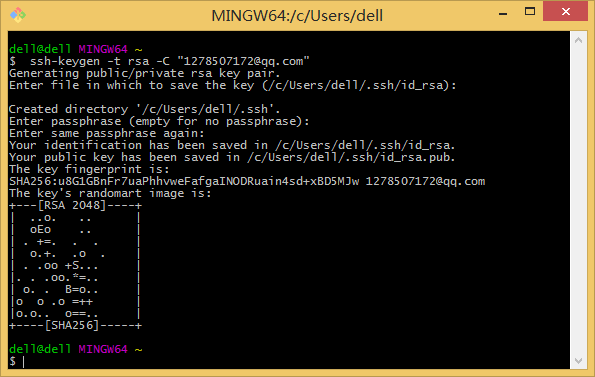 MINGW64:/c/Users/dell
dell@dell MINGW64 ~
$  ssh-keygen -t rsa -C "1278507172@qq.com"
Generating public/private rsa key pair.
Enter file in which to save the key (/c/Users/dell/.ssh/id_rsa):
Created directory '/c/Users/dell/.ssh'.
Enter passphrase (empty for no passphrase):
Enter same passphrase again:
Your identification has been saved in /c/Users/dell/.ssh/id_rsa.
Your public key has been saved in /c/Users/dell/.ssh/id_rsa.pub.
The key fingerprint is:
SHA256:u8G1GBnFr7uaPhhvweFafgaINODRuain4sd+xBD5MJw 1278507172@qq.com
The key's randomart image is:
+---[RSA 2048]----+
|  ..o.   ..      |
|   oEo    ..     |
|  . +=.  .  .    |
|   o.+.  .o  .   |
|  . .oo +S...    |
|. . .oo.*=..     |
| o. .  B=o..     |
|o  o .o =++      |
|o.o..  o==..     |
+----[SHA256]-----+
dell@dell MINGW64 ~
$